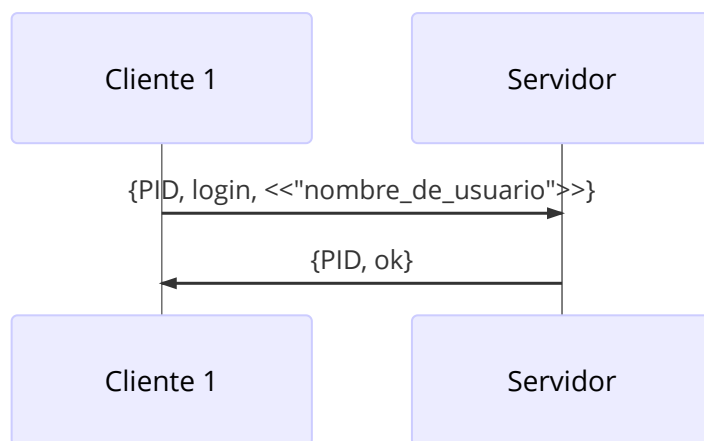 Cliente 1
Servidor
{PID, login, <<"nombre_de_usuario">>}
{PID, ok}
Cliente 1
Servidor